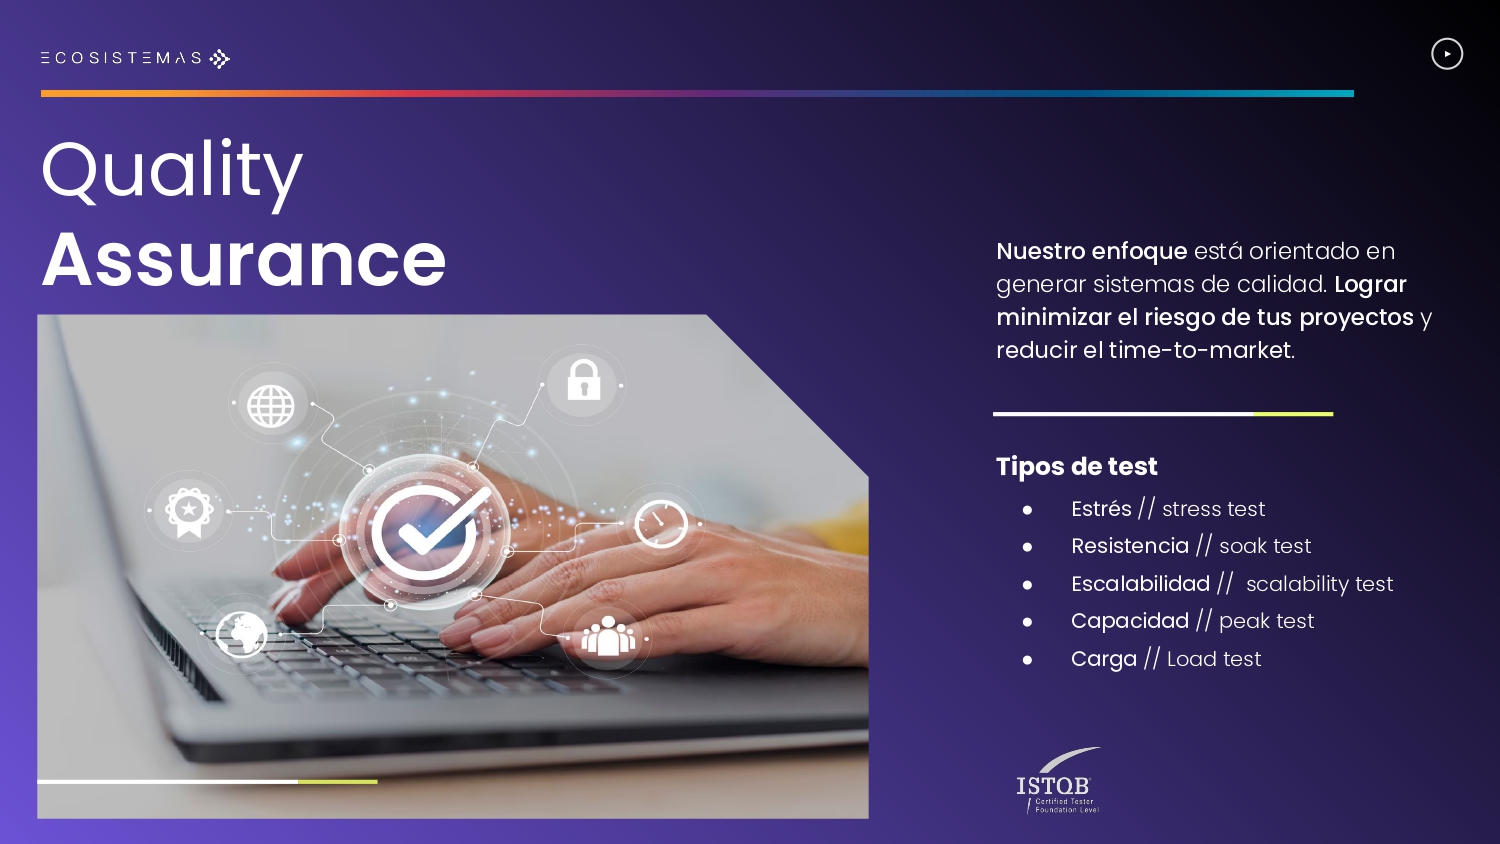 ECOSISTEMAS
Quality
Assurance
Nuestro enfoque está orientado en
generar sistemas de calidad. Lograr
minimizar el riesgo de tus proyectos y
reducir el time-to-market.
Tipos de test
● Estrés // stress test
● Resistencia // soak test
● Escalabilidad // scalability test
● Capacidad // peak test
● Carga // Load test
ISTQB
Certified Tester
Foundation Level